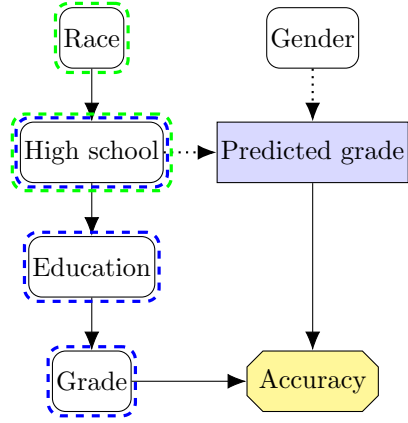 Race
Gender
High school
Predicted grade
Education
Grade
Accuracy